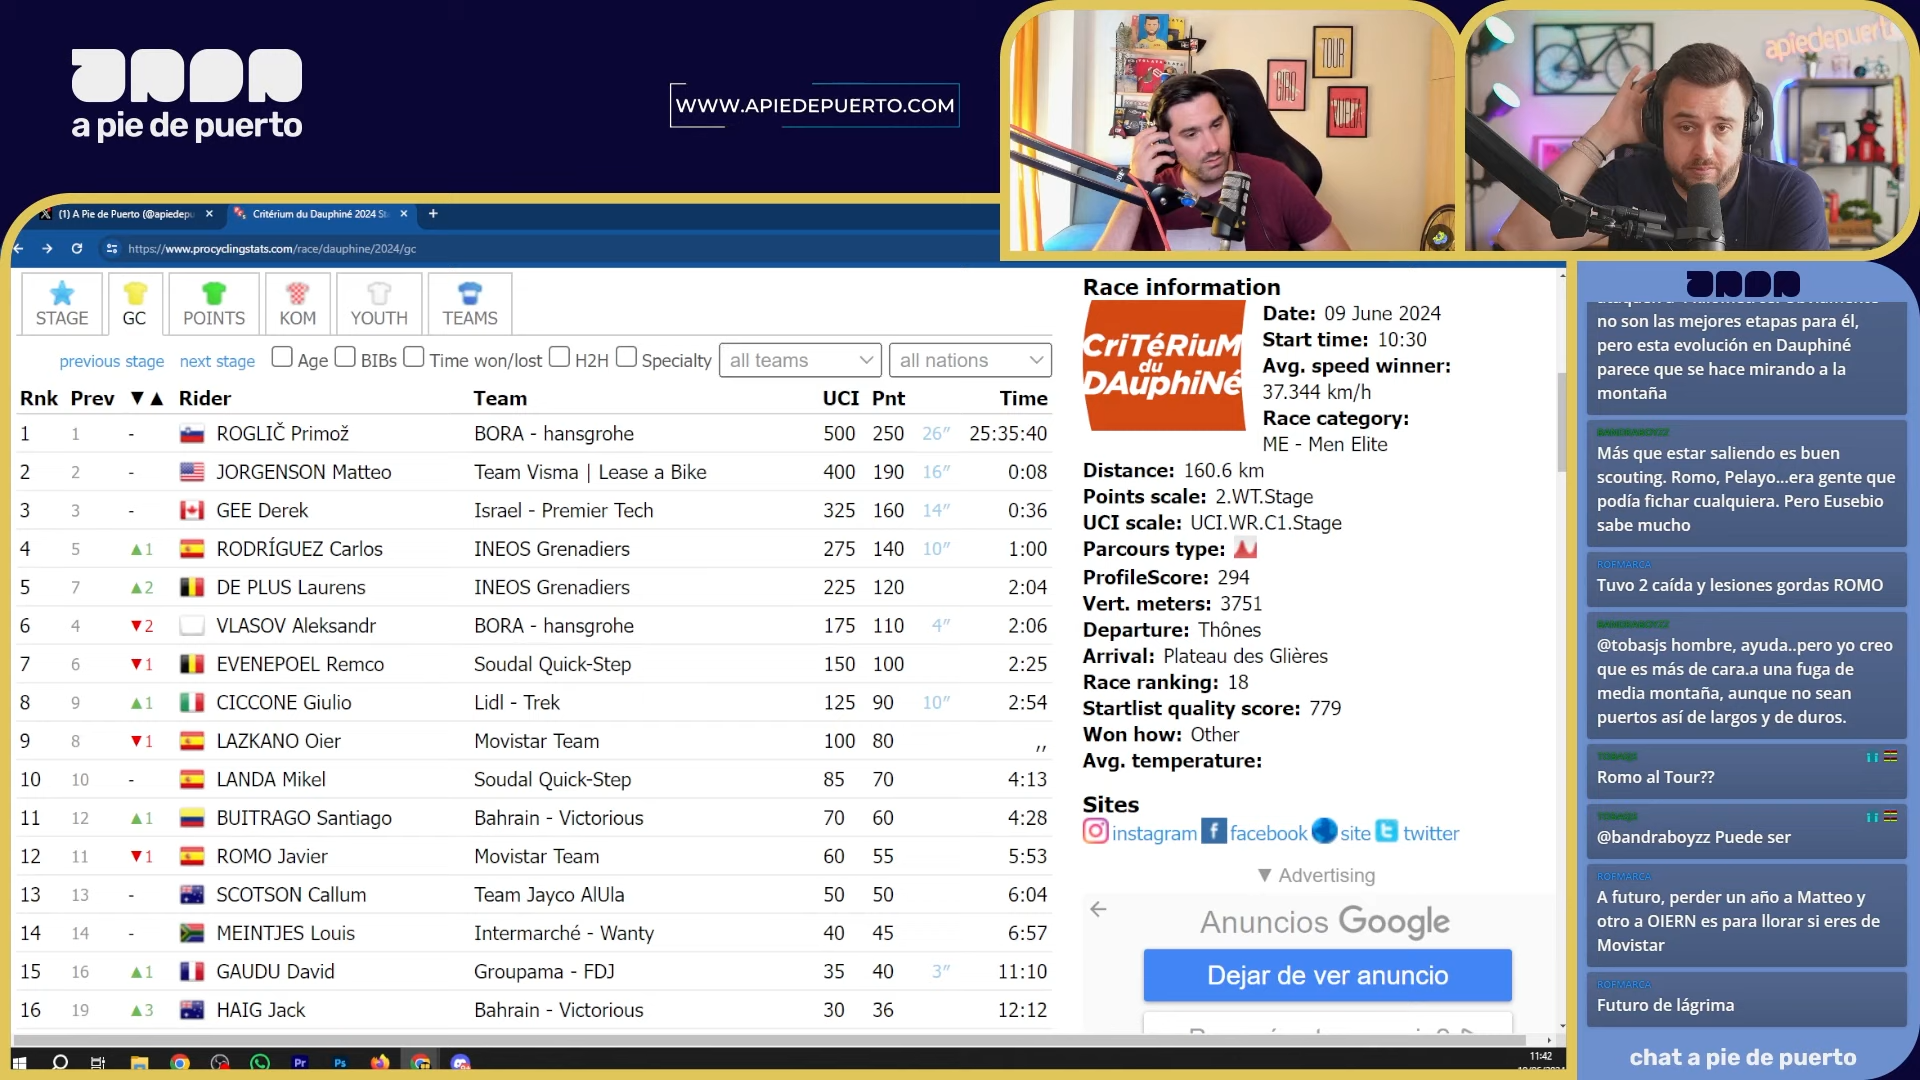 a pie de puerto
WWW.APIEDEPUERTO.COM
TOUR
GIRO
apiedepuerto
(1) A Pie de Puerto (@apiedepu
Critérium du Dauphiné 2024 St
https://www.procyclingstats.com/race/dauphine/2024/gc
STAGE GC POINTS KOM YOUTH TEAMS
previous stage next stage Age BIBs Time won/lost H2H Specialty all teams all nations
Rnk Prev ▼▲ Rider Team UCI Pnt Time
1 1 - ROGLIČ Primož BORA - hansgrohe 500 250 26″ 25:35:40
2 2 - JORGENSON Matteo Team Visma | Lease a Bike 400 190 16″ 0:08
3 3 - GEE Derek Israel - Premier Tech 325 160 14″ 0:36
4 5 ▲1 RODRÍGUEZ Carlos INEOS Grenadiers 275 140 10″ 1:00
5 7 ▲2 DE PLUS Laurens INEOS Grenadiers 225 120 2:04
6 4 ▼2 VLASOV Aleksandr BORA - hansgrohe 175 110 4″ 2:06
7 6 ▼1 EVENEPOEL Remco Soudal Quick-Step 150 100 2:25
8 9 ▲1 CICCONE Giulio Lidl - Trek 125 90 10″ 2:54
9 8 ▼1 LAZKANO Oier Movistar Team 100 80 ,,
10 10 - LANDA Mikel Soudal Quick-Step 85 70 4:13
11 12 ▲1 BUITRAGO Santiago Bahrain - Victorious 70 60 4:28
12 11 ▼1 ROMO Javier Movistar Team 60 55 5:53
13 13 - SCOTSON Callum Team Jayco AlUla 50 50 6:04
14 14 - MEINTJES Louis Intermarché - Wanty 40 45 6:57
15 16 ▲1 GAUDU David Groupama - FDJ 35 40 3″ 11:10
16 19 ▲3 HAIG Jack Bahrain - Victorious 30 36 12:12
Race information
CriTéRiuM
du
DAuphiNé
Date: 09 June 2024
Start time: 10:30
Avg. speed winner:
37.344 km/h
Race category:
ME - Men Elite
Distance: 160.6 km
Points scale: 2.WT.Stage
UCI scale: UCI.WR.C1.Stage
Parcours type:
ProfileScore: 294
Vert. meters: 3751
Departure: Thônes
Arrival: Plateau des Glières
Race ranking: 18
Startlist quality score: 779
Won how: Other
Avg. temperature:
Sites
instagram facebook site twitter
▼ Advertising
Anuncios Google
Dejar de ver anuncio
no son las mejores etapas para él,
pero esta evolución en Dauphiné
parece que se hace mirando a la
montaña
BANDRABOYZZ
Más que estar saliendo es buen
scouting. Romo, Pelayo...era gente que
podía fichar cualquiera. Pero Eusebio
sabe mucho
ROFMARCA
Tuvo 2 caída y lesiones gordas ROMO
BANDRABOYZZ
@tobasjs hombre, ayuda..pero yo creo
que es más de cara.a una fuga de
media montaña, aunque no sean
puertos así de largos y de duros.
TOBASJS
Romo al Tour??
TOBASJS
@bandraboyzz Puede ser
ROFMARCA
A futuro, perder un año a Matteo y
otro a OIERN es para llorar si eres de
Movistar
ROFMARCA
Futuro de lágrima
chat a pie de puerto
Pr
Ps
11:42